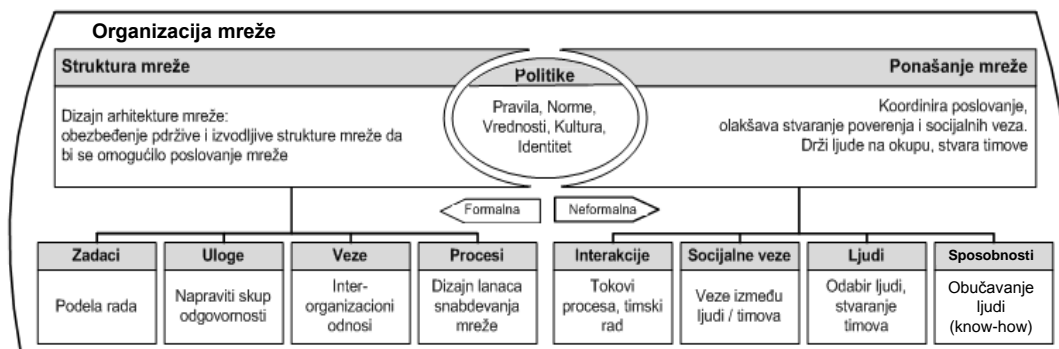 Organizacija mreže
Struktura mreže
Dizajn arhitekture mreže:
obezbeđenje pdržive i izvodljive strukture mreže da
bi se omogućilo poslovanje mreže
Politike
Pravila, Norme,
Vrednosti, Kultura,
Identitet
Ponašanje mreže
Koordinira poslovanje,
olakšava stvaranje poverenja i socijalnih veza.
Drži ljude na okupu, stvara timove
Formalna
Neformalna
Zadaci
Podela rada
Uloge
Napraviti skup
odgovornosti
Veze
Inter-
organizacioni
odnosi
Procesi
Dizajn lanaca
snabdevanja
mreže
Interakcije
Tokovi
procesa, timski
rad
Socijalne veze
Veze između
ljudi / timova
Ljudi
Odabir ljudi,
stvaranje
timova
Sposobnosti
Obučavanje
ljudi
(know-how)